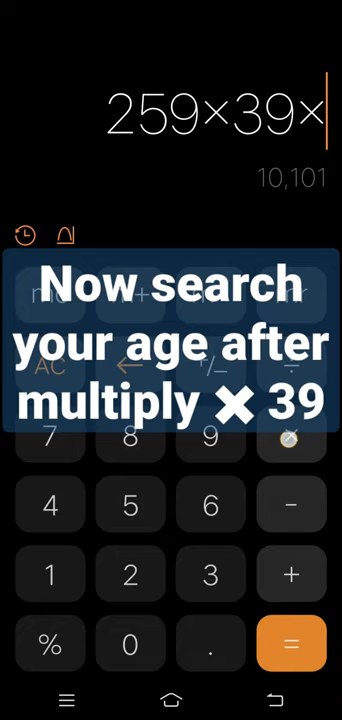 259×39×
10,101
Now search
your age after
multiply ✖ 39
AC ← +/− ÷
7 8 9 ×
4 5 6 -
1 2 3 +
% 0 . =